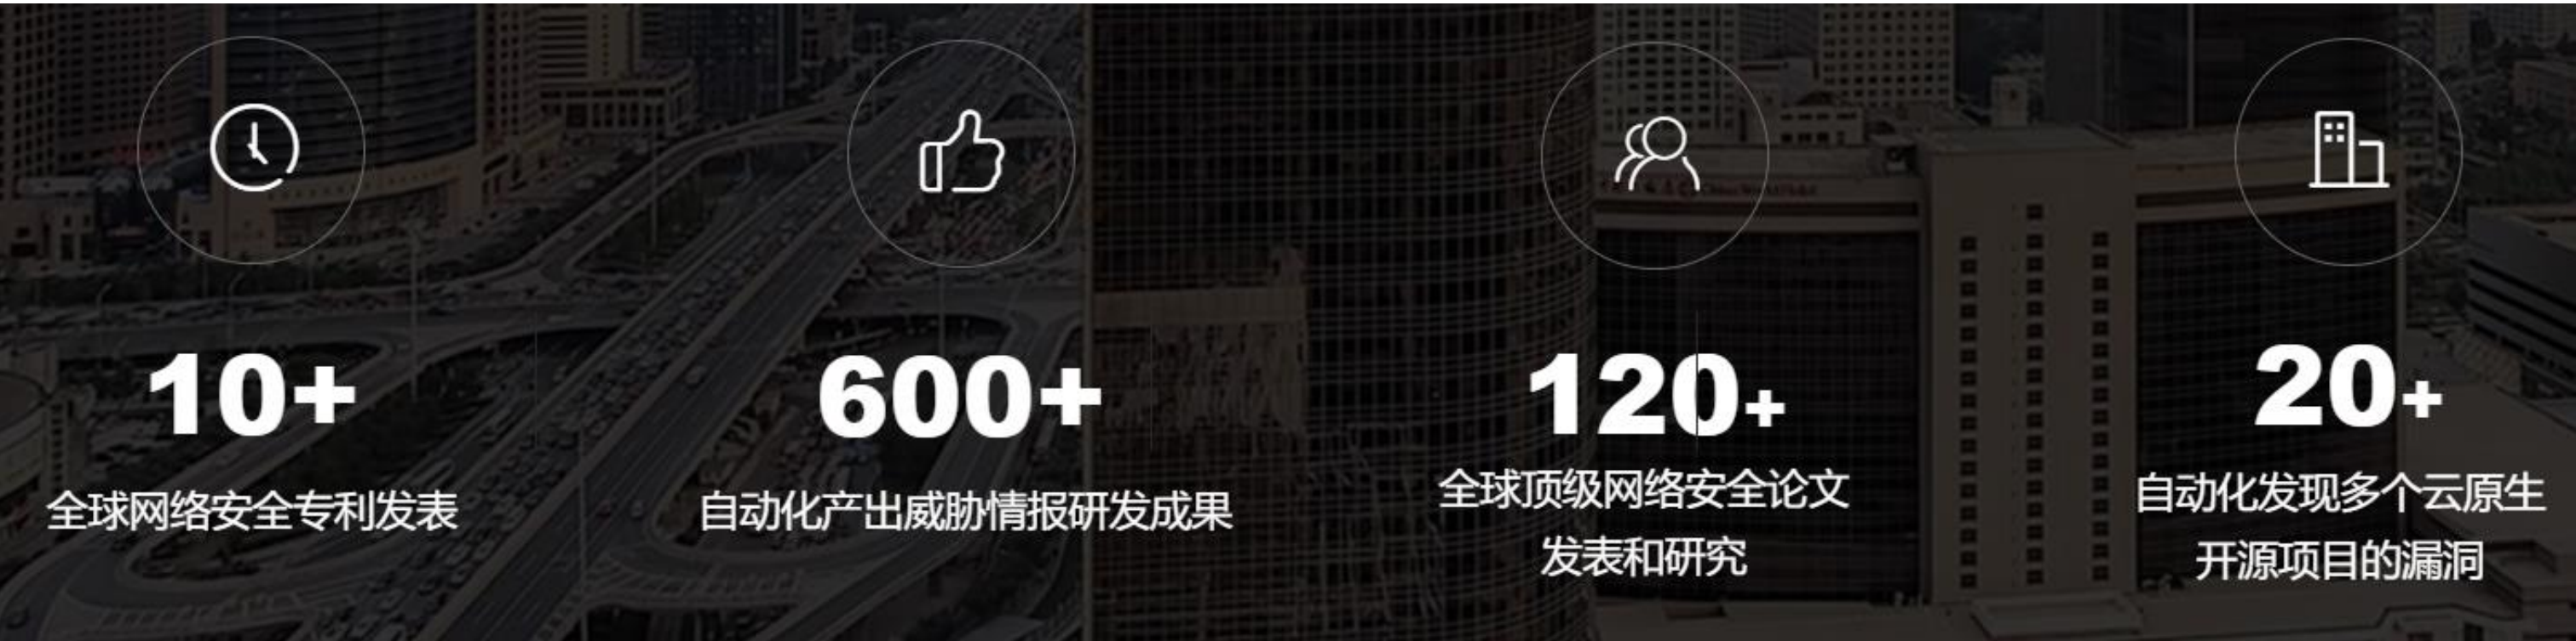 10+
全球网络安全专利发表
600+
自动化产出威胁情报研发成果
120+
全球顶级网络安全论文
发表和研究
20+
自动化发现多个云原生
开源项目的漏洞